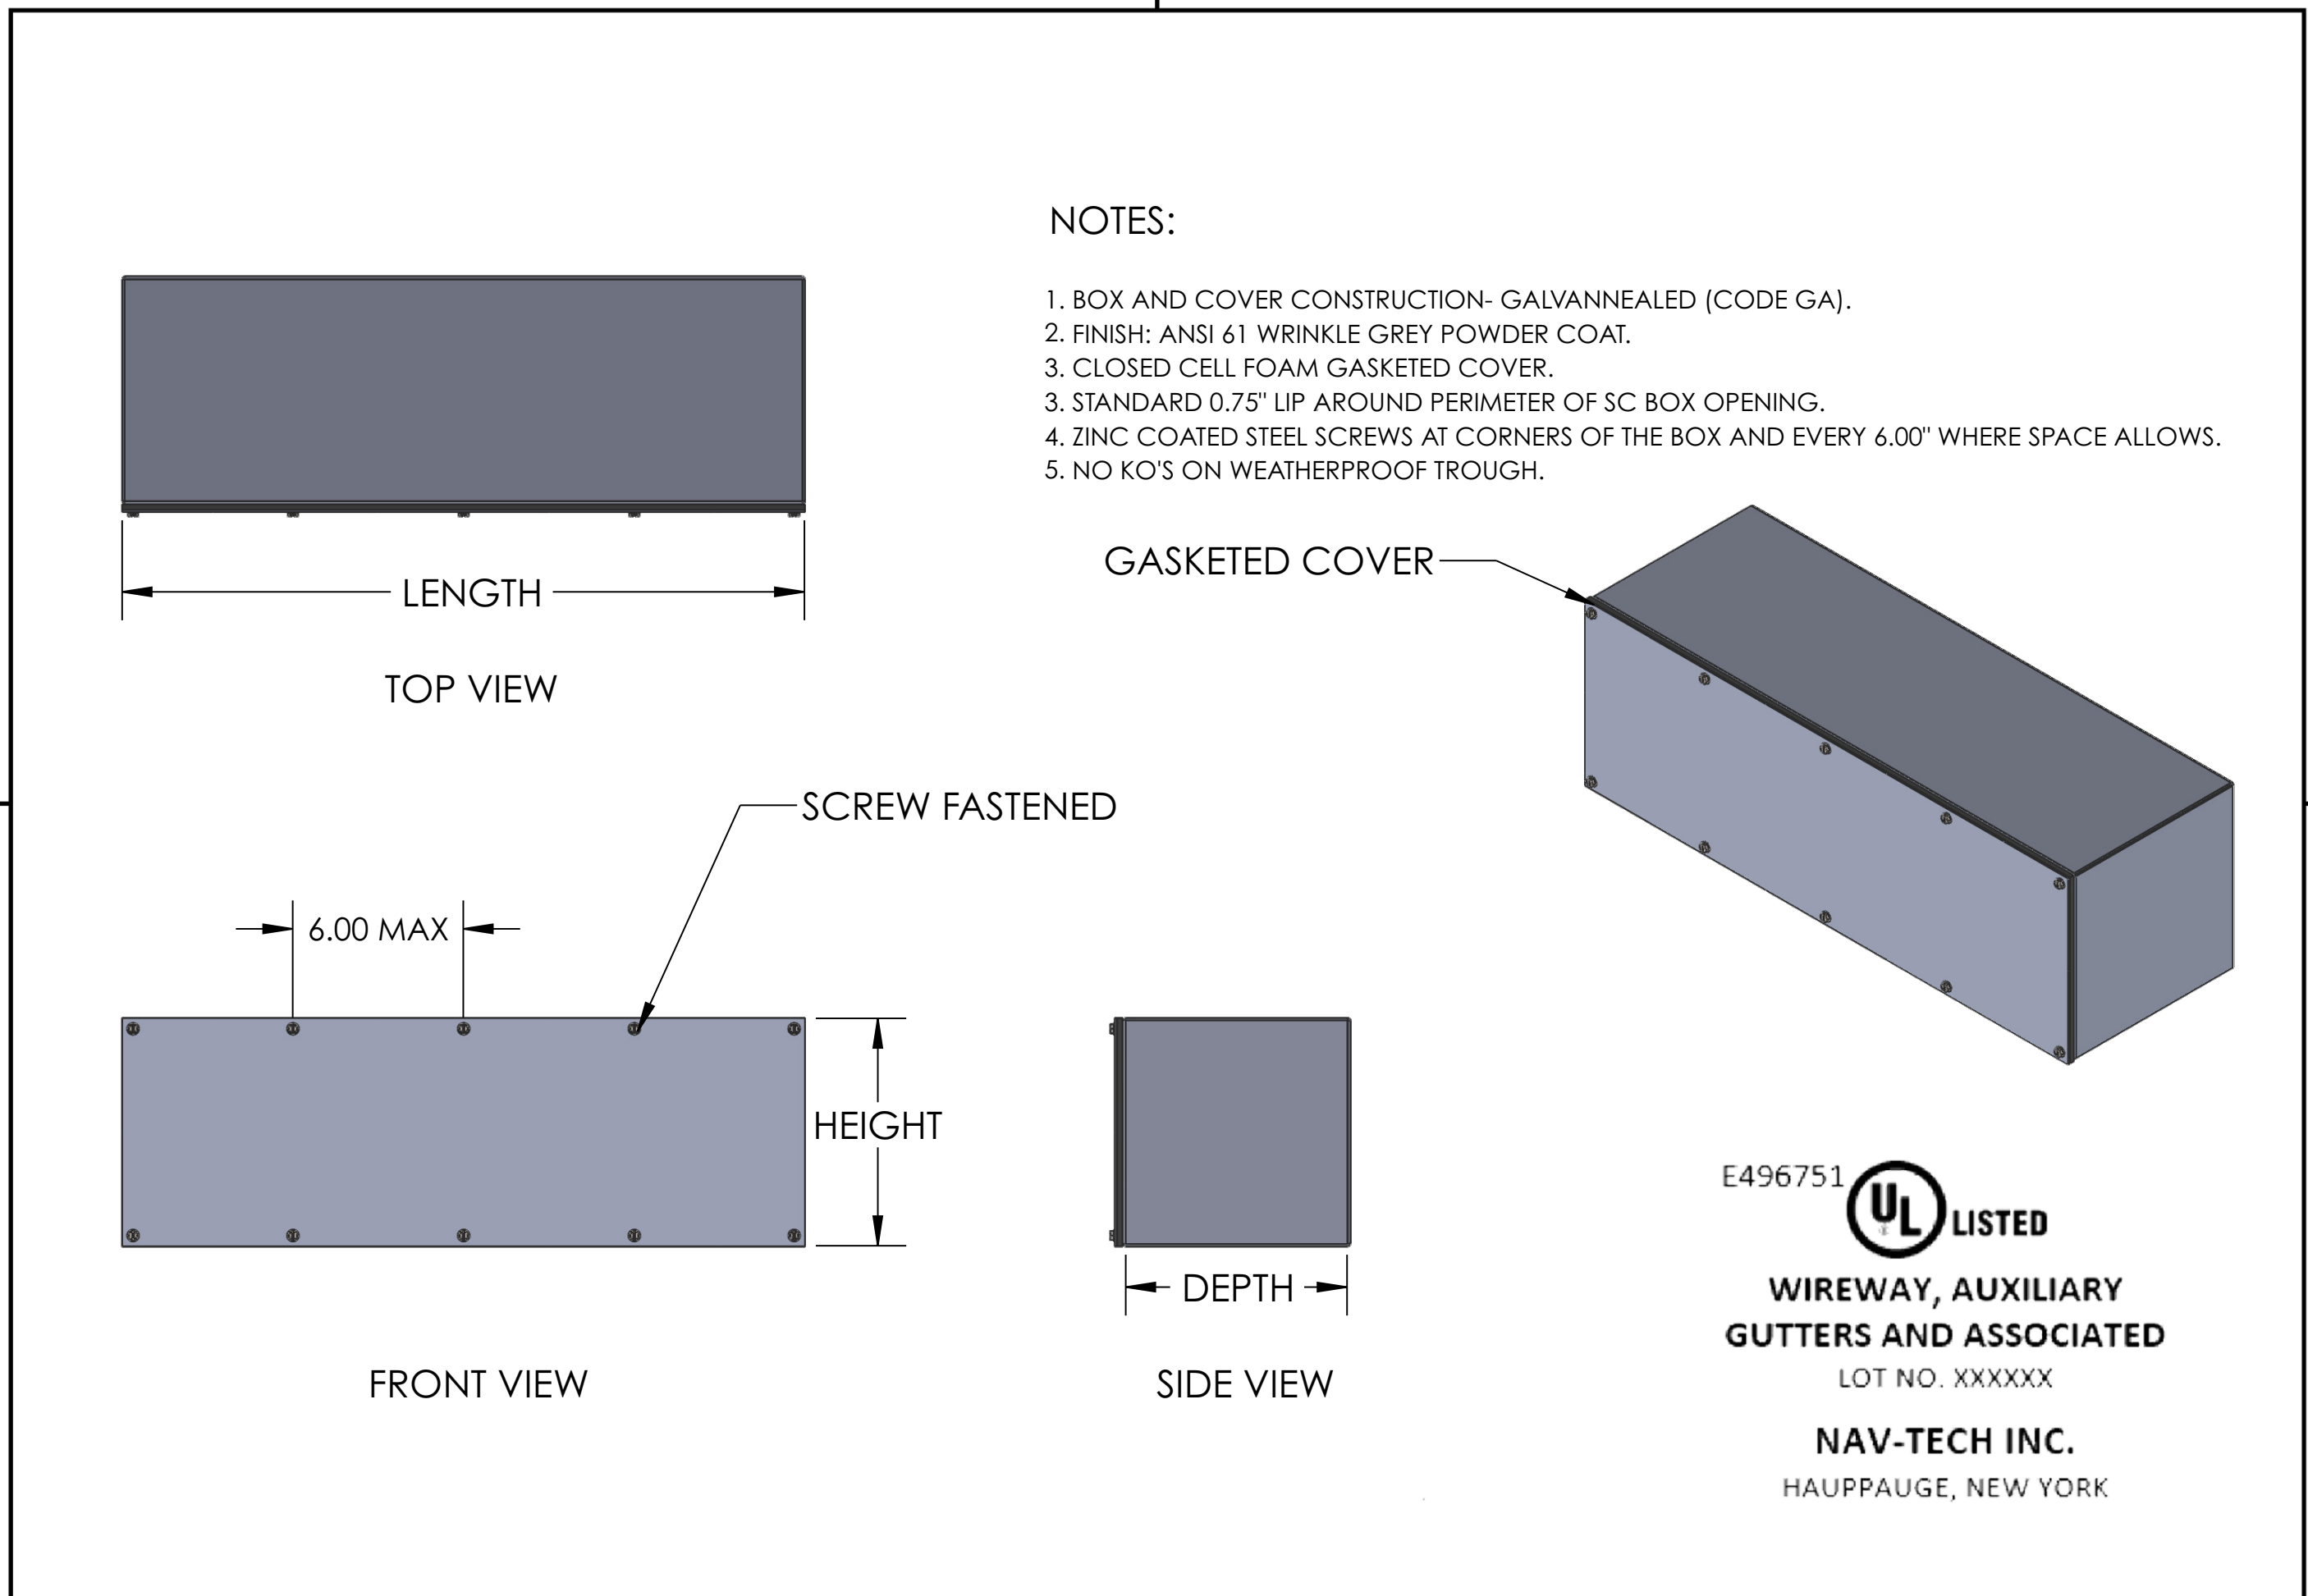 NOTES:
1. BOX AND COVER CONSTRUCTION- GALVANNEALED (CODE GA).
2. FINISH: ANSI 61 WRINKLE GREY POWDER COAT.
3. CLOSED CELL FOAM GASKETED COVER.
3. STANDARD 0.75" LIP AROUND PERIMETER OF SC BOX OPENING.
4. ZINC COATED STEEL SCREWS AT CORNERS OF THE BOX AND EVERY 6.00" WHERE SPACE ALLOWS.
5. NO KO'S ON WEATHERPROOF TROUGH.
GASKETED COVER
LENGTH
TOP VIEW
SCREW FASTENED
6.00 MAX
HEIGHT
DEPTH
FRONT VIEW
SIDE VIEW
E496751
UL LISTED
WIREWAY, AUXILIARY
GUTTERS AND ASSOCIATED
LOT NO. XXXXXX
NAV-TECH INC.
HAUPPAUGE, NEW YORK